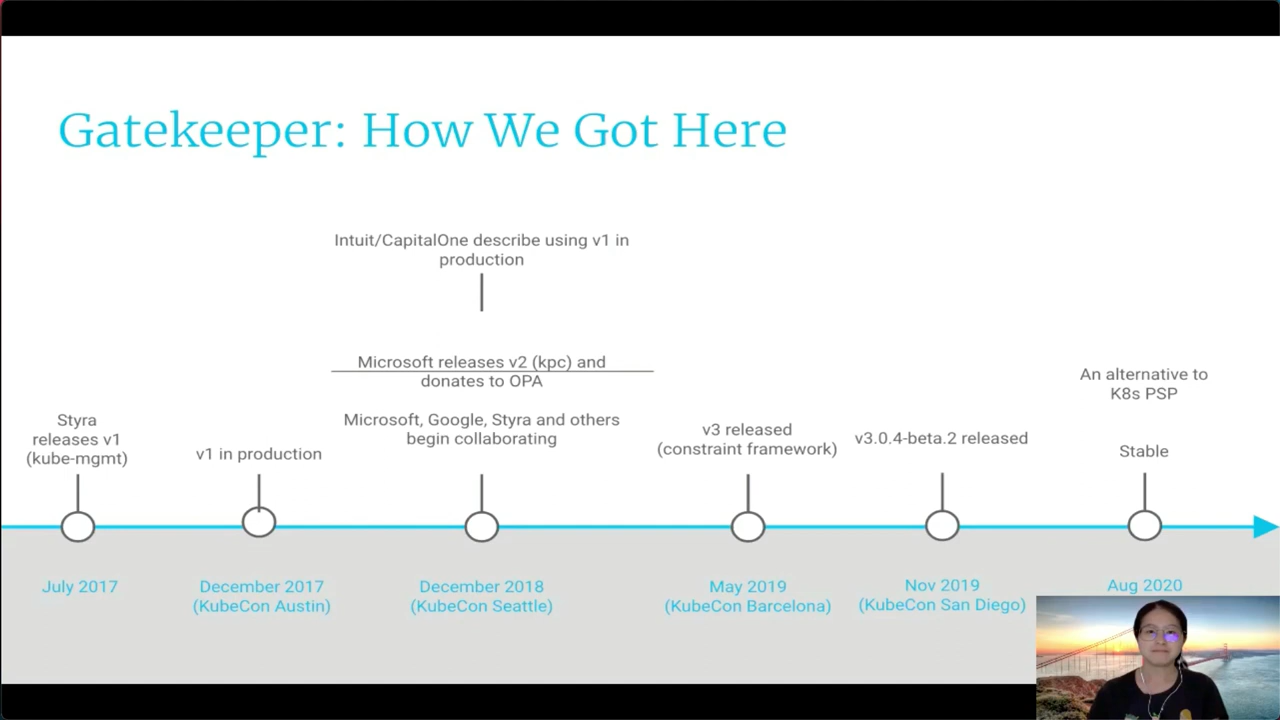 Gatekeeper: How We Got Here
Intuit/CapitalOne describe using v1 in
production
Microsoft releases v2 (kpc) and
donates to OPA
Microsoft, Google, Styra and others
begin collaborating
Styra
releases v1
(kube-mgmt)
v1 in production
v3 released
(constraint framework)
v3.0.4-beta.2 released
An alternative to
K8s PSP
Stable
July 2017
December 2017
(KubeCon Austin)
December 2018
(KubeCon Seattle)
May 2019
(KubeCon Barcelona)
Nov 2019
(KubeCon San Diego)
Aug 2020